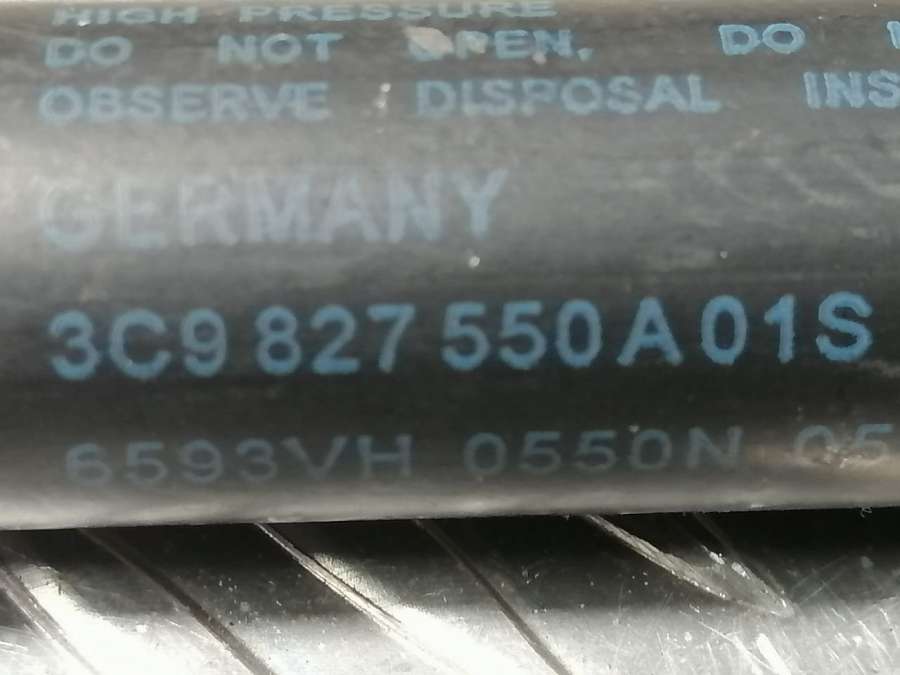 HIGH PRESSURE
DO NOT OPEN. DO
OBSERVE DISPOSAL INS
GERMANY
3C9 827 550 A 01S
6593VH 0550N 05